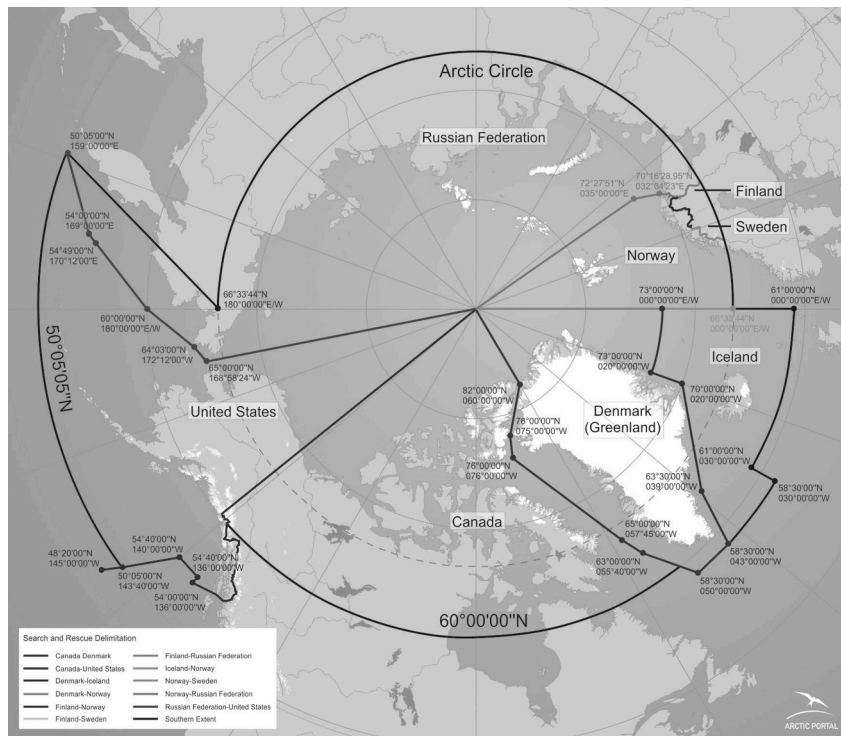 Arctic Circle
Russian Federation
50°05'00"N
159°00'00"E
70°16'28.95"N
032°04'23"E
72°27'51"N
035°00'00"E
Finland
Sweden
54°00'00"N
169°00'00"E
54°49'00"N
170°12'00"E
Norway
66°33'44"N
180°00'00"E/W
73°00'00"N
000°00'00"E/W
61°00'00"N
000°00'00"E/W
60°00'00"N
180°00'00"E/W
66°33'44"N
000°00'00"E/W
50°05'05"N
64°03'00"N
172°12'00"W
65°00'00"N
168°58'24"W
73°00'00"N
020°00'00"W
Iceland
82°00'00"N
060°00'00"W
70°00'00"N
020°00'00"W
United States
Denmark
(Greenland)
78°00'00"N
075°00'00"W
76°00'00"N
076°00'00"W
61°00'00"N
030°00'00"W
63°30'00"N
039°00'00"W
58°30'00"N
030°00'00"W
Canada
65°00'00"N
057°45'00"W
54°40'00"N
140°00'00"W
48°20'00"N
145°00'00"W
54°40'00"N
136°00'00"W
50°05'00"N
143°40'00"W
63°00'00"N
055°40'00"W
58°30'00"N
043°00'00"W
54°00'00"N
136°00'00"W
58°30'00"N
050°00'00"W
60°00'00"N
Search and Rescue Delimitation
Canada Denmark
Canada-United States
Denmark-Iceland
Denmark-Norway
Finland-Norway
Finland-Sweden
Finland-Russian Federation
Iceland-Norway
Norway-Sweden
Norway-Russian Federation
Russian Federation-United States
Southern Extent
ARCTIC PORTAL